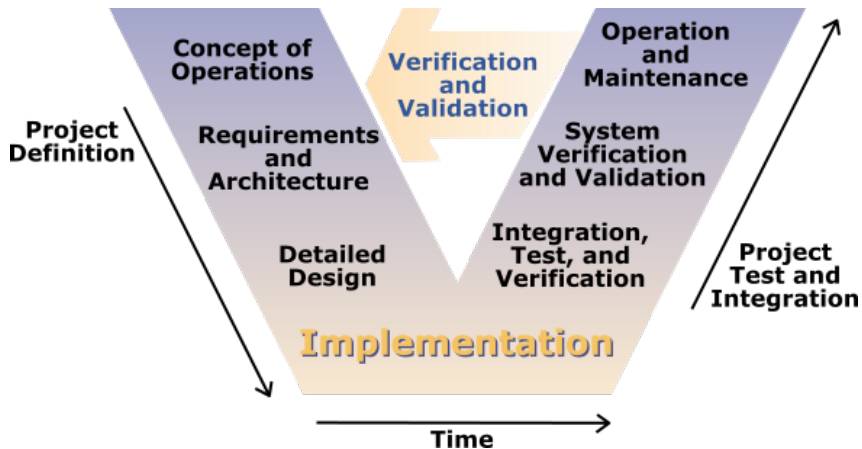 Concept of
Operations
Verification
and
Validation
Operation
and
Maintenance
Project
Definition
Requirements
and
Architecture
System
Verification
and Validation
Detailed
Design
Integration,
Test, and
Verification
Project
Test and
Integration
Implementation
Time